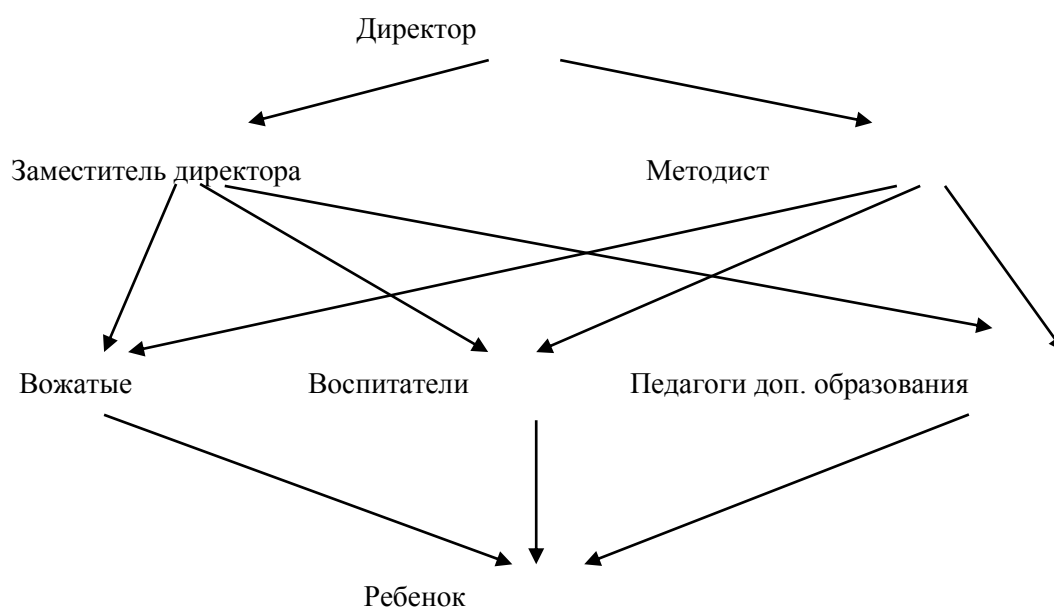 Директор
Заместитель директора Методист
Вожатые Воспитатели Педагоги доп. образования
Ребенок